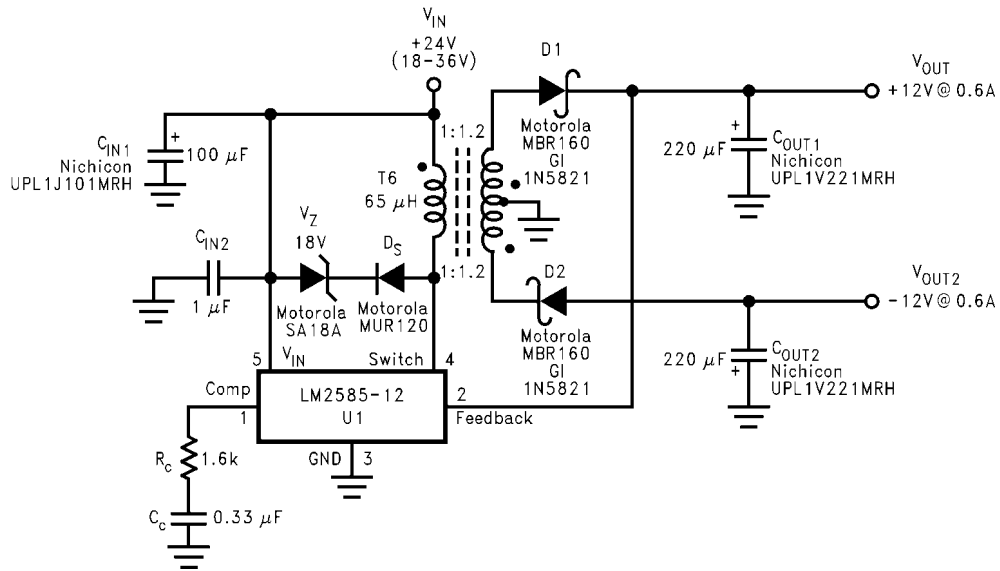 V_IN
+24V
(18-36V)
D1
V_OUT
+12V@0.6A
C_IN1
Nichicon
UPL1J101MRH
+
100 μF
1:1.2
Motorola
MBR160
GI
1N5821
+
220 μF
C_OUT1
Nichicon
UPL1V221MRH
T6
65 μH
V_Z
18V
D_S
C_IN2
1 μF
Motorola
SA18A
Motorola
MUR120
1:1.2
D2
Motorola
MBR160
GI
1N5821
V_OUT2
-12V@0.6A
220 μF
+
C_OUT2
Nichicon
UPL1V221MRH
5
V_IN
Switch
4
Comp
1
LM2585-12
U1
2
Feedback
GND
3
R_c
1.6k
C_c
0.33 μF